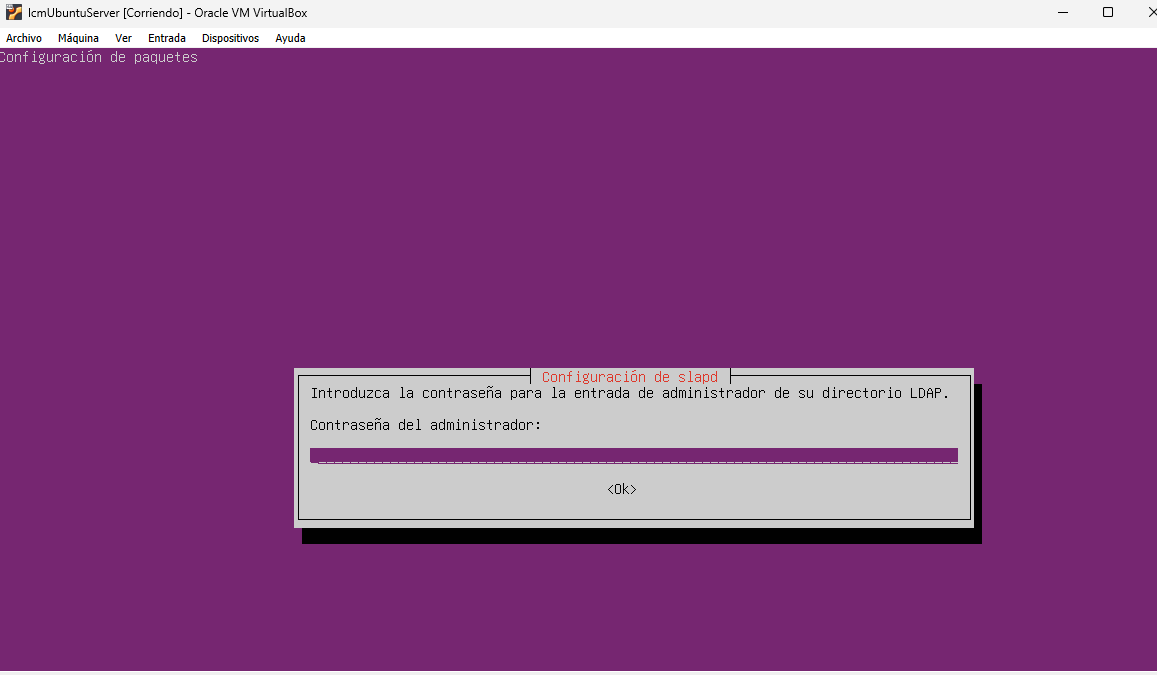 lcmUbuntuServer [Corriendo] - Oracle VM VirtualBox
Archivo Máquina Ver Entrada Dispositivos Ayuda
Configuración de paquetes
Configuración de slapd
Introduzca la contraseña para la entrada de administrador de su directorio LDAP.
Contraseña del administrador:
<Ok>